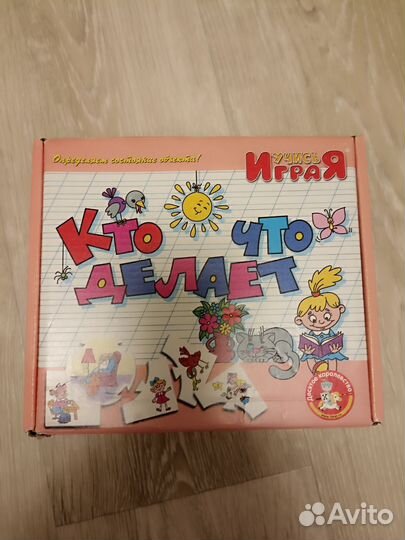 Определяем состояние объекта!
УЧИСЬ
ИГРАЯ
КТО ЧТО
ДЕЛАЕТ
Десятое королевство
Avito